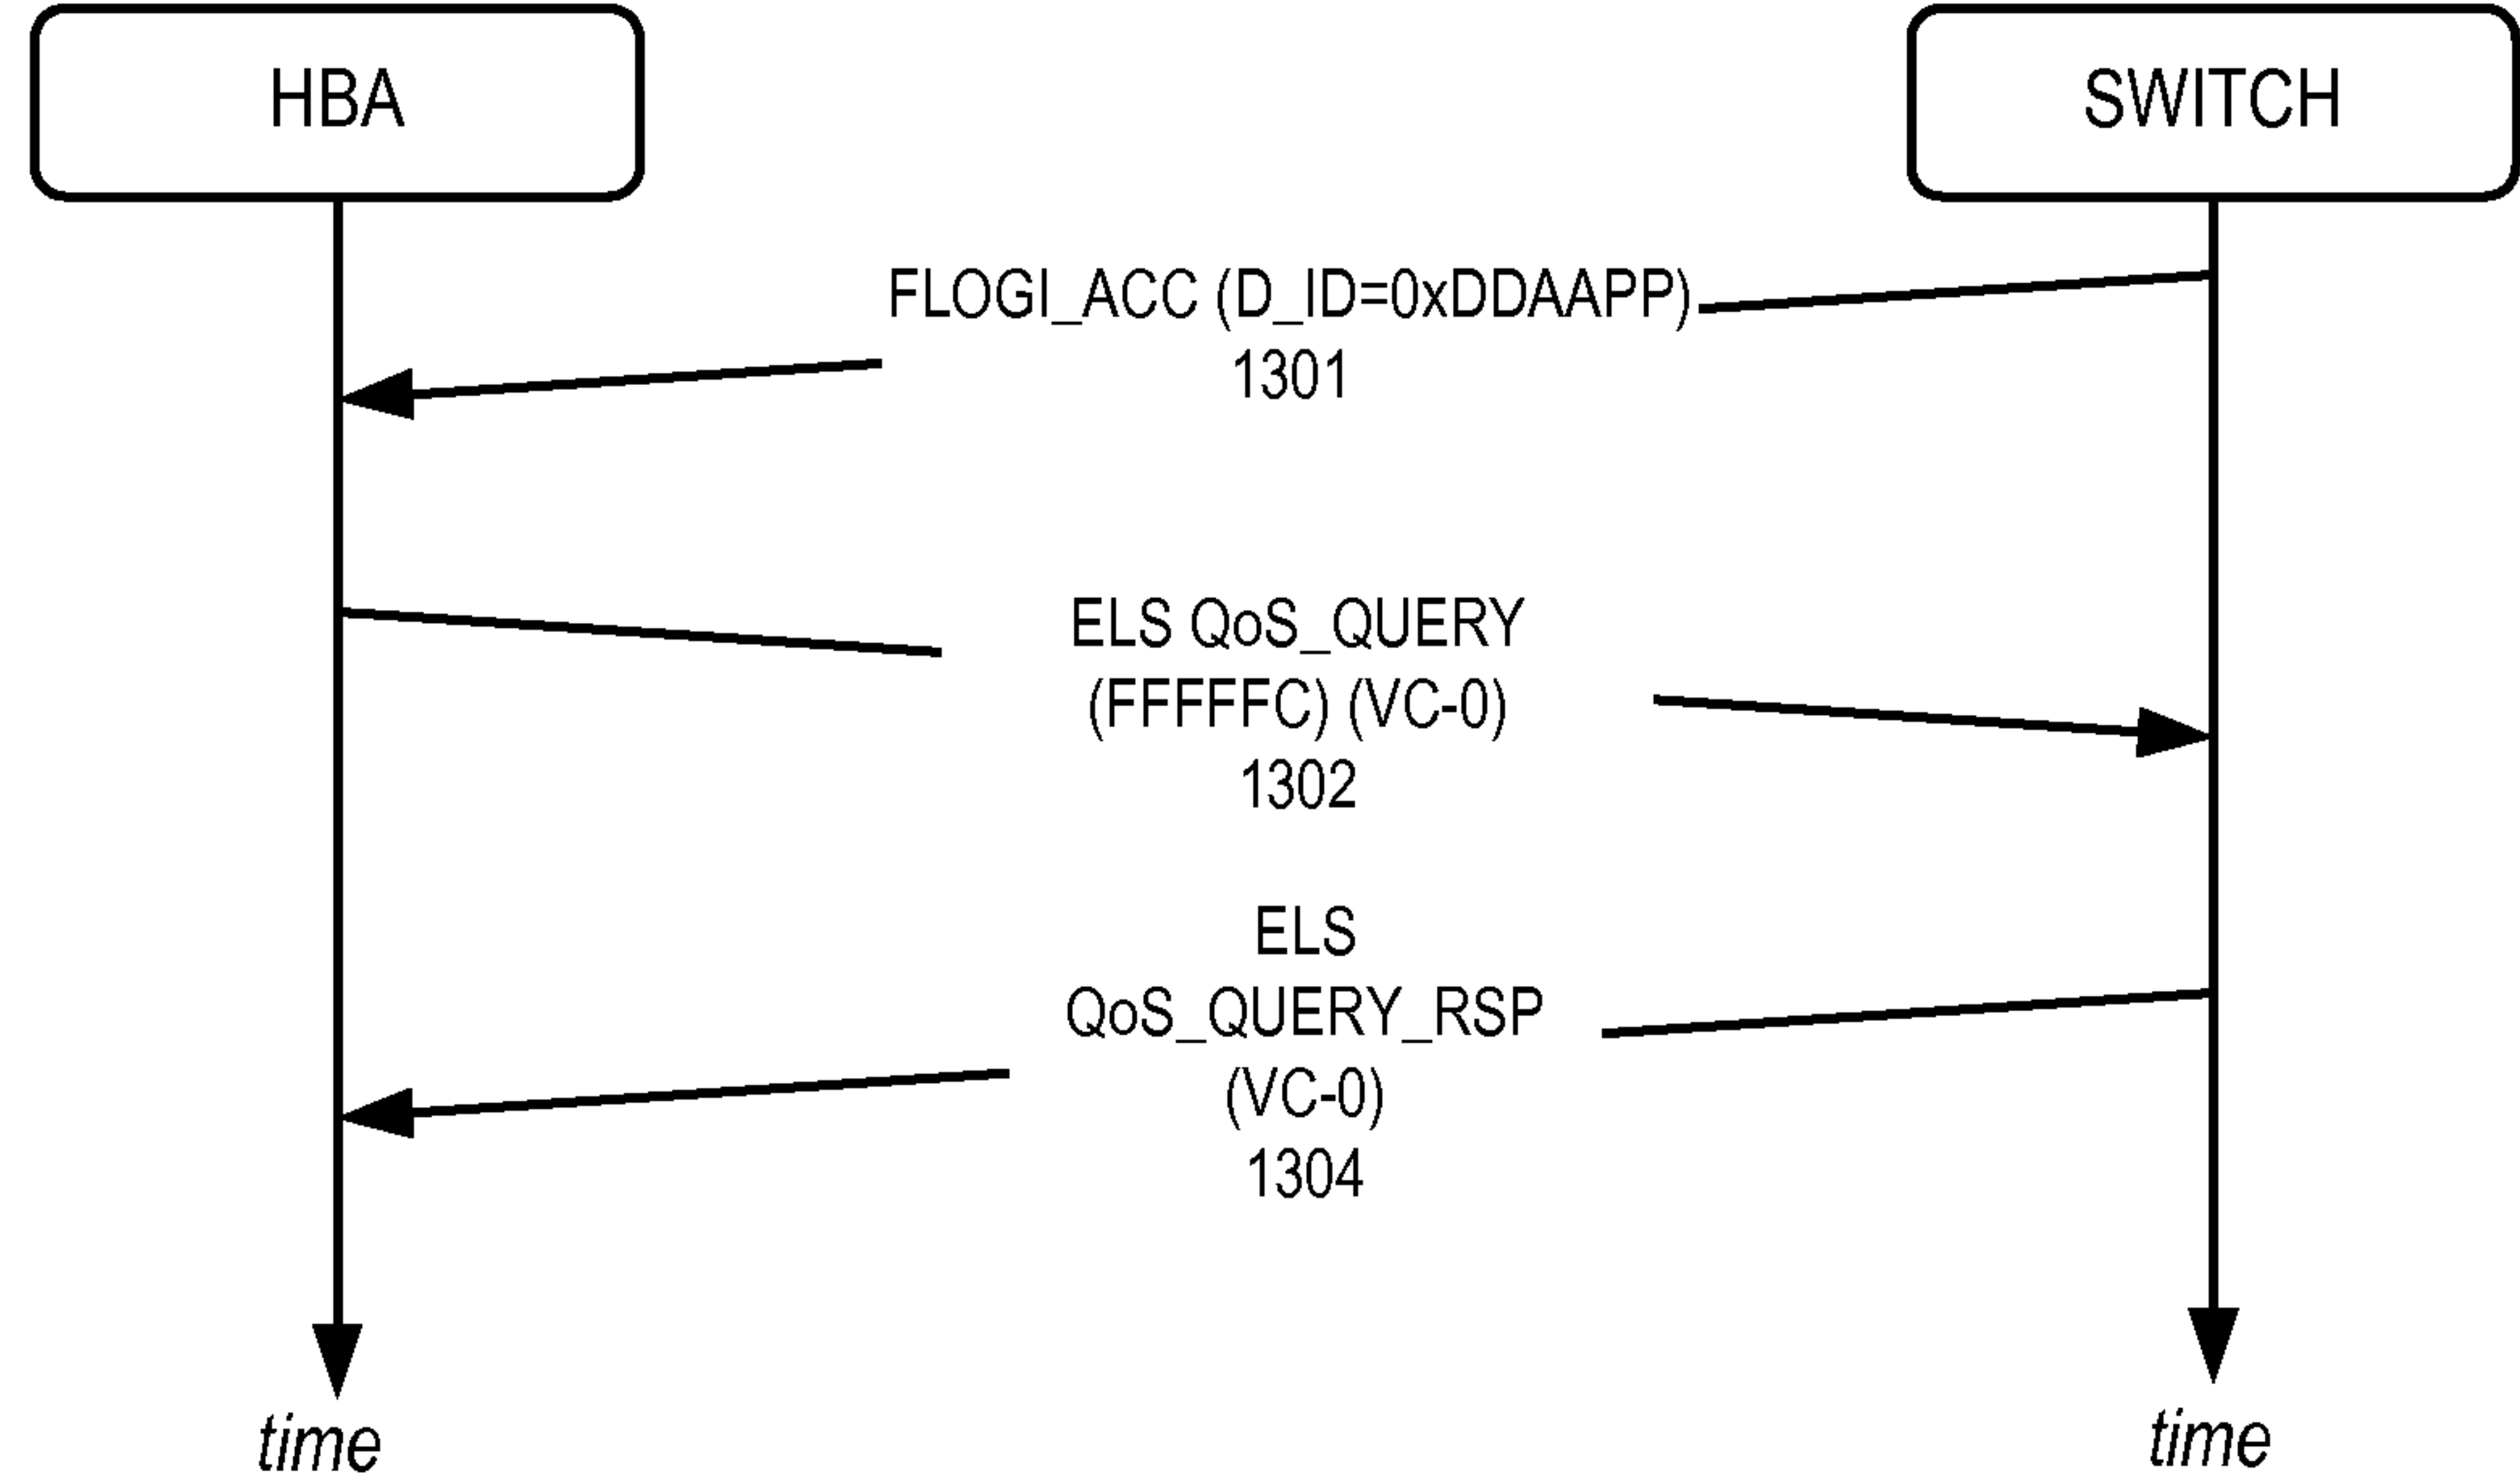 HBA
SWITCH
FLOGI_ACC (D_ID=0xDDAAPP)
1301
ELS QoS_QUERY
(FFFFFC) (VC-0)
1302
ELS
QoS_QUERY_RSP
(VC-0)
1304
time
time